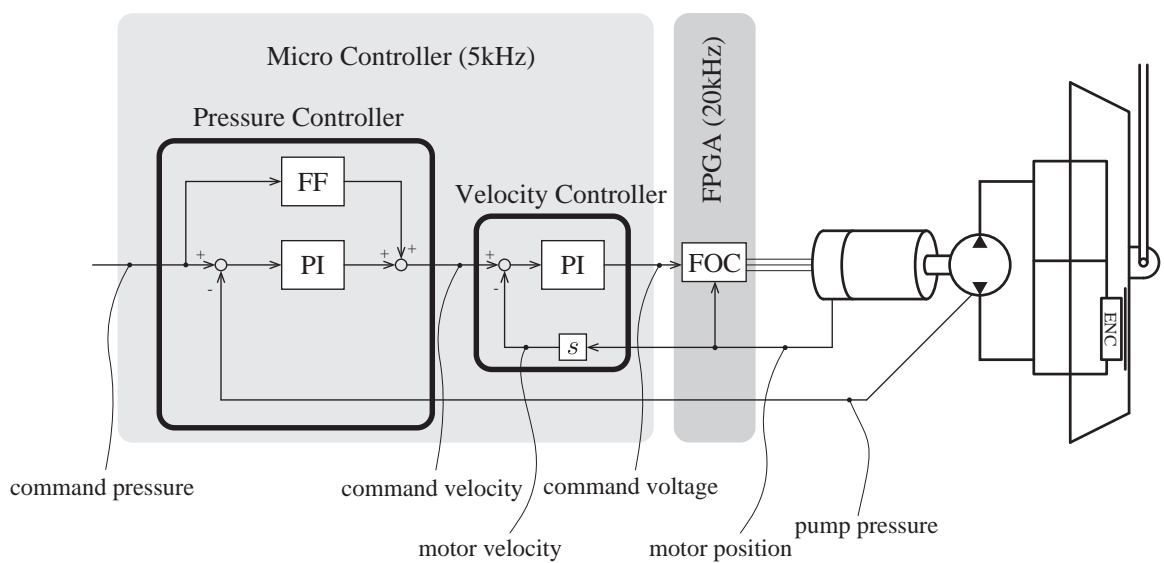 Micro Controller (5kHz)
FPGA (20kHz)
Pressure Controller
FF
Velocity Controller
+
+
+
PI
+
PI
FOC
-
-
s
ENC
command pressure
command velocity
command voltage
pump pressure
motor velocity
motor position